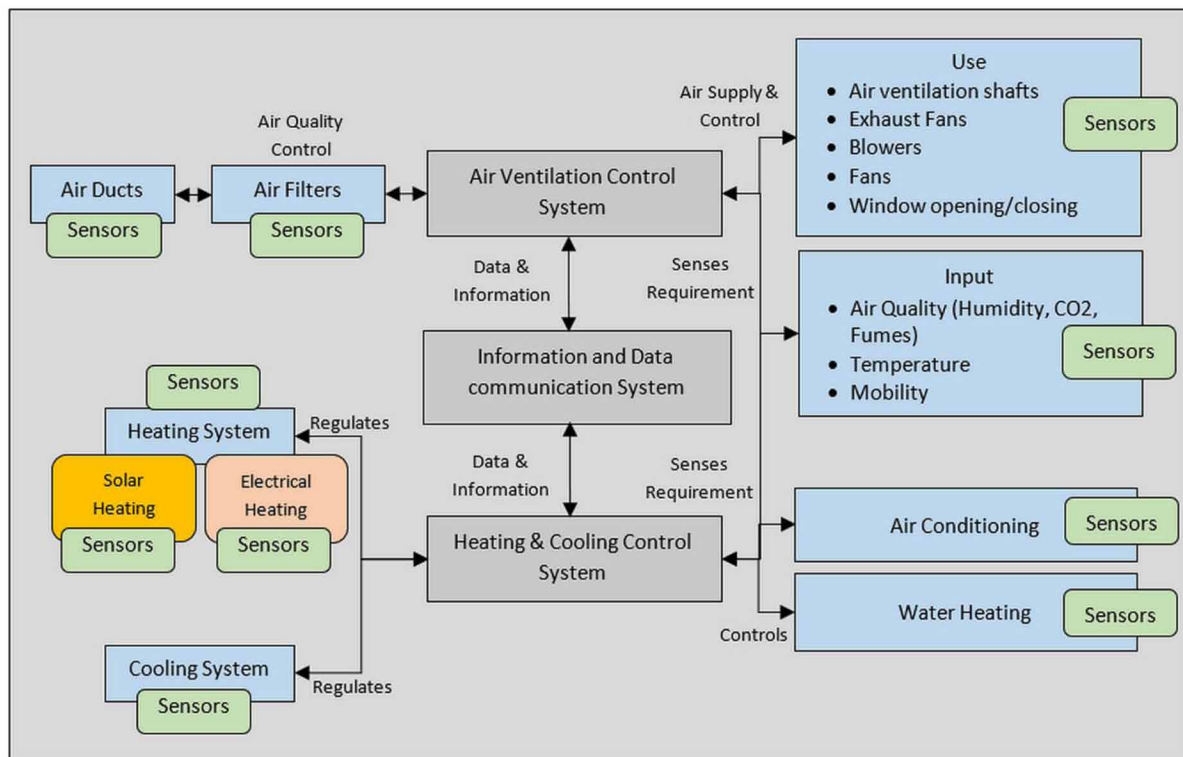 Use
• Air ventilation shafts
• Exhaust Fans
• Blowers
• Fans
• Window opening/closing
Sensors
Air Supply &
Control
Air Quality
Control
Air Ducts
Sensors
Air Filters
Sensors
Air Ventilation Control
System
Data &
Information
Senses
Requirement
Input
• Air Quality (Humidity, CO2,
Fumes)
• Temperature
• Mobility
Sensors
Information and Data
communication System
Sensors
Heating System
Regulates
Solar
Heating
Sensors
Electrical
Heating
Sensors
Data &
Information
Senses
Requirement
Heating & Cooling Control
System
Air Conditioning
Sensors
Water Heating
Sensors
Controls
Cooling System
Sensors
Regulates